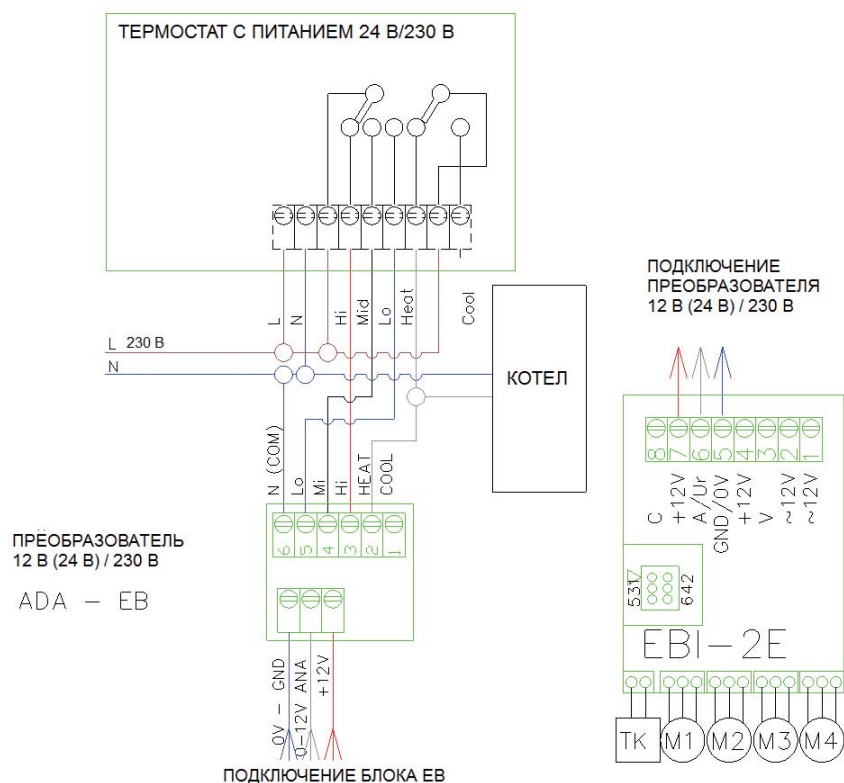 ТЕРМОСТАТ С ПИТАНИЕМ 24 В/230 В
L
N
Hi
Mid
Lo
Heat
Cool
L 230 В
N
КОТЕЛ
N (COM)
Lo
Mi
Hi
HEAT
COOL
6
5
4
3
2
1
ПРЕОБРАЗОВАТЕЛЬ
12 В (24 В) / 230 В
ADA - EB
0V - GND
0-12V ANA
+12V
ПОДКЛЮЧЕНИЕ БЛОКА ЕВ
ПОДКЛЮЧЕНИЕ
ПРЕОБРАЗОВАТЕЛЯ
12 В (24 В) / 230 В
8
7
6
5
4
3
2
1
C
+12V
A/Ur
GND/0V
+12V
V
~12V
~12V
531
642
EBI-2E
TK
M1
M2
M3
M4